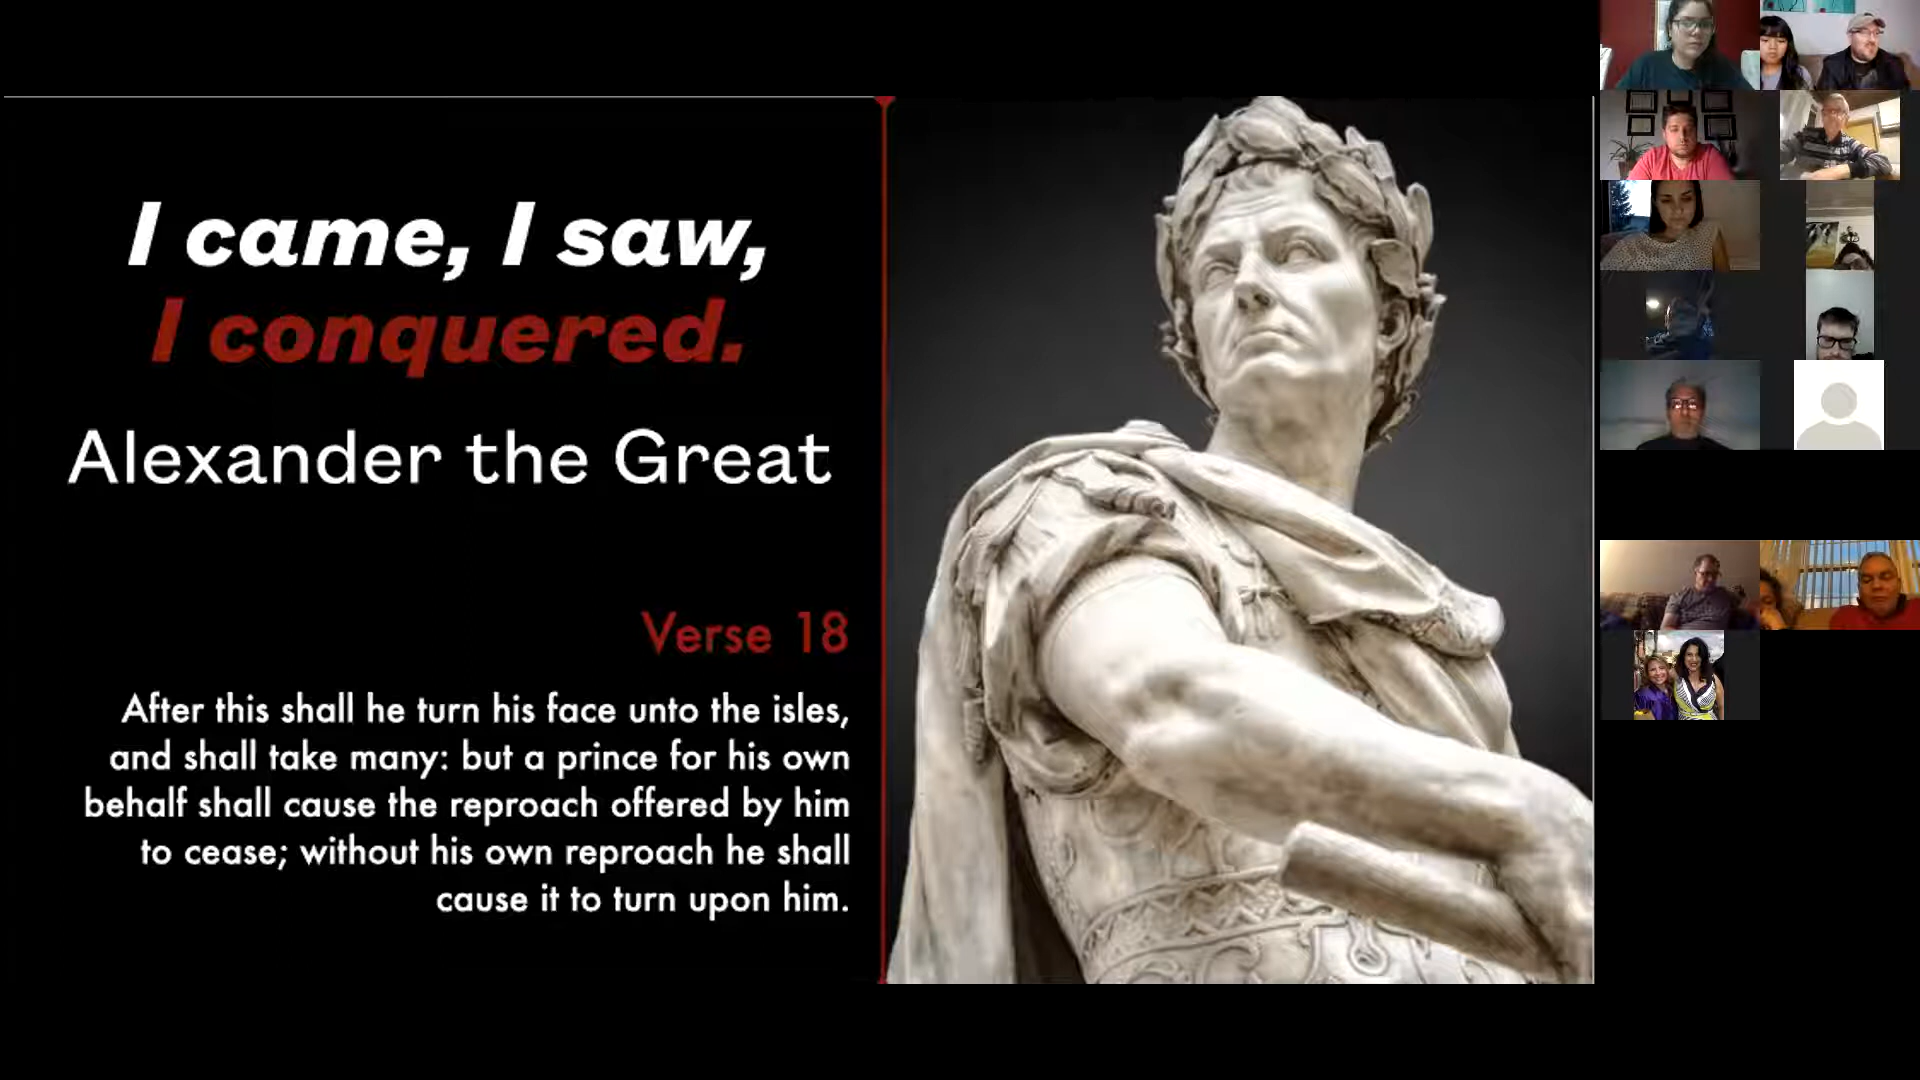 I came, I saw,
I conquered.
Alexander the Great
Verse 18
After this shall he turn his face unto the isles,
and shall take many: but a prince for his own
behalf shall cause the reproach offered by him
to cease; without his own reproach he shall
cause it to turn upon him.